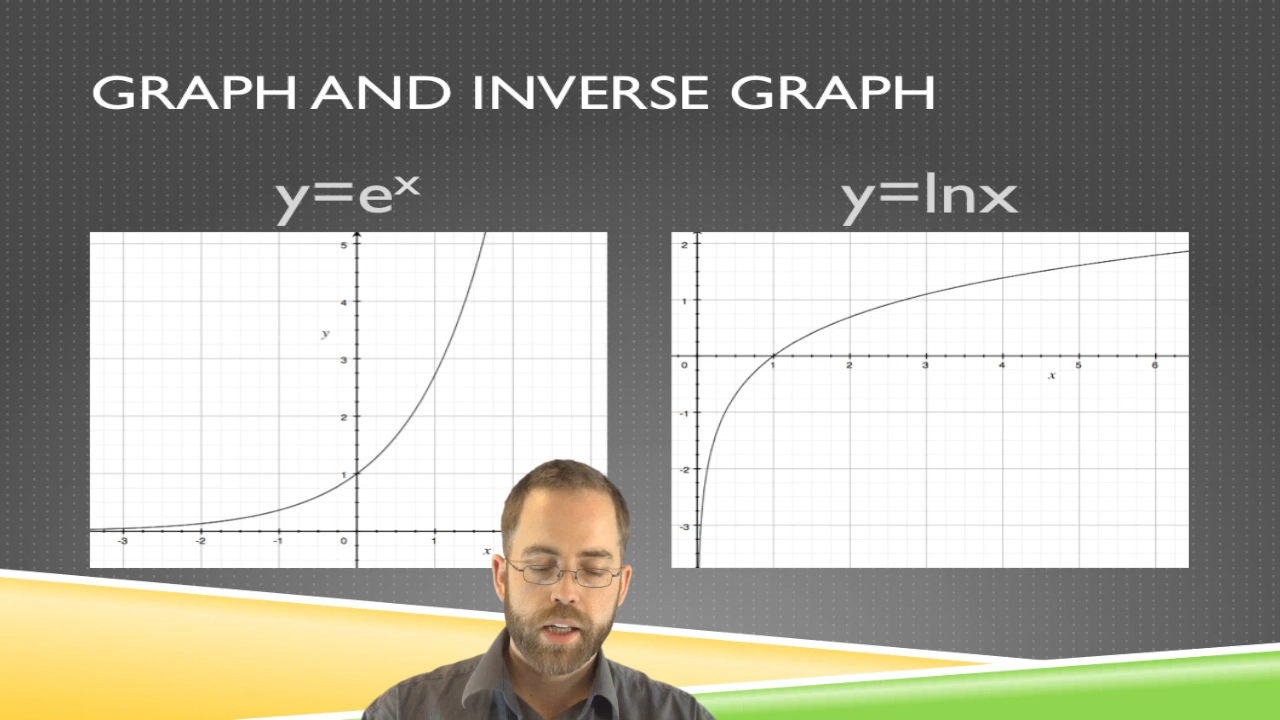 GRAPH AND INVERSE GRAPH
y=eˣ
y=lnx
5
4
y
3
2
1
-3 -2 -1 0 1
x
2
1
0 1 2 3 4 5 6
x
-1
-2
-3